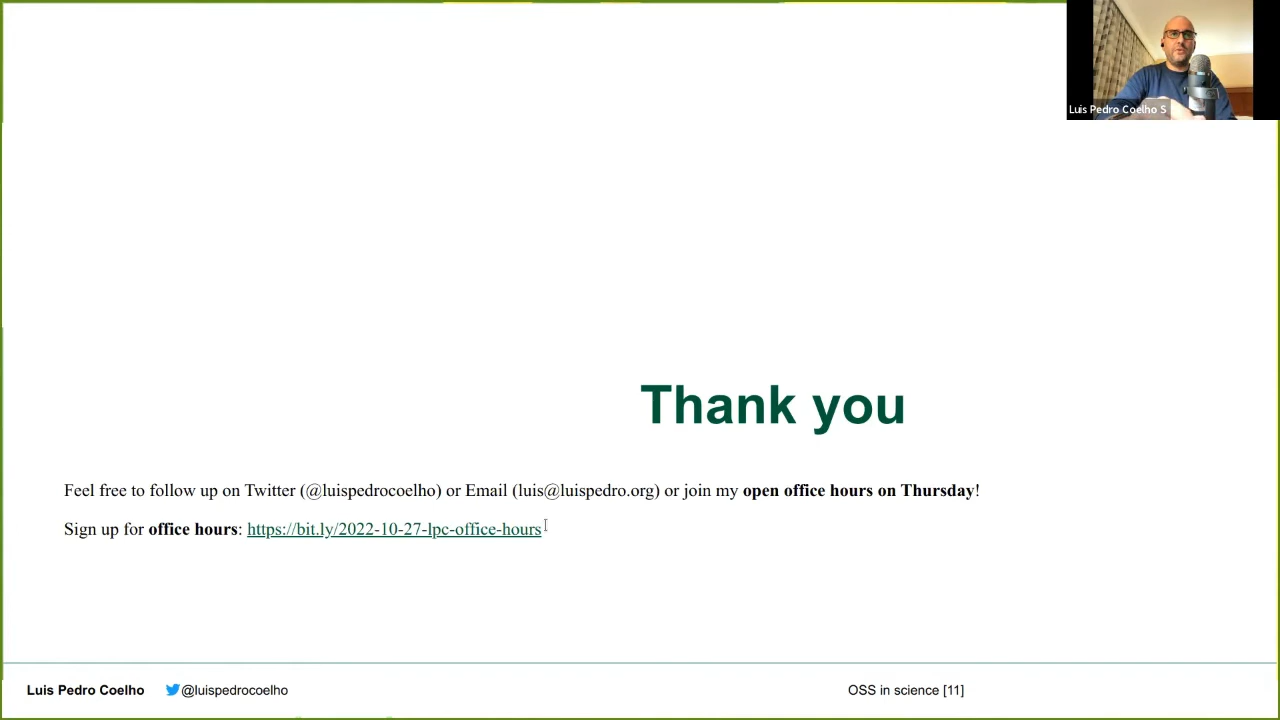 Luis Pedro Coelho S
Thank you
Feel free to follow up on Twitter (@luispedrocoelho) or Email (luis@luispedro.org) or join my open office hours on Thursday!
Sign up for office hours: https://bit.ly/2022-10-27-lpc-office-hours
Luis Pedro Coelho @luispedrocoelho OSS in science [11]